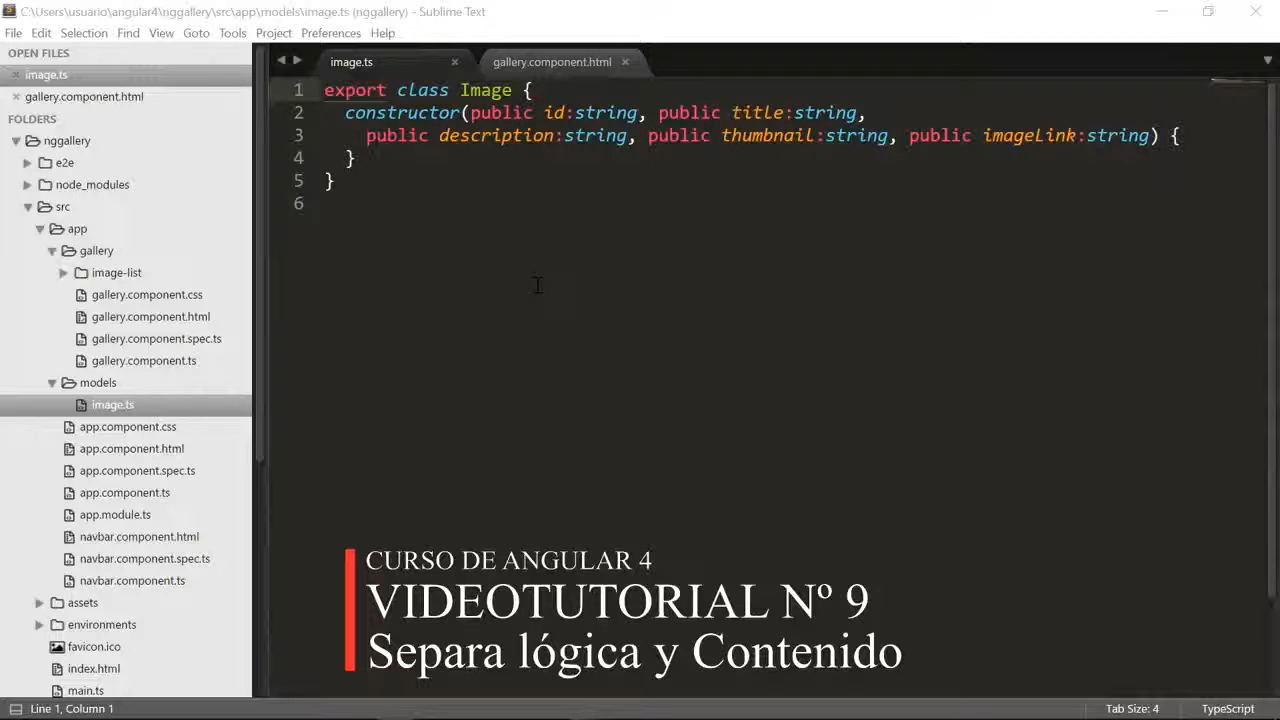 C:\Users\usuario\angular4\nggallery\src\app\models\image.ts (nggallery) - Sublime Text
File Edit Selection Find View Goto Tools Project Preferences Help
OPEN FILES
image.ts
gallery.component.html
FOLDERS
nggallery
e2e
node_modules
src
app
gallery
image-list
gallery.component.css
gallery.component.html
gallery.component.spec.ts
gallery.component.ts
models
image.ts
app.component.css
app.component.html
app.component.spec.ts
app.component.ts
app.module.ts
navbar.component.html
navbar.component.spec.ts
navbar.component.ts
assets
environments
favicon.ico
index.html
main.ts
image.ts gallery.component.html
1 export class Image {
2 constructor(public id:string, public title:string,
3 public description:string, public thumbnail:string, public imageLink:string) {
4 }
5 }
6
CURSO DE ANGULAR 4
VIDEOTUTORIAL Nº 9
Separa lógica y Contenido
Line 1, Column 1 Tab Size: 4 TypeScript